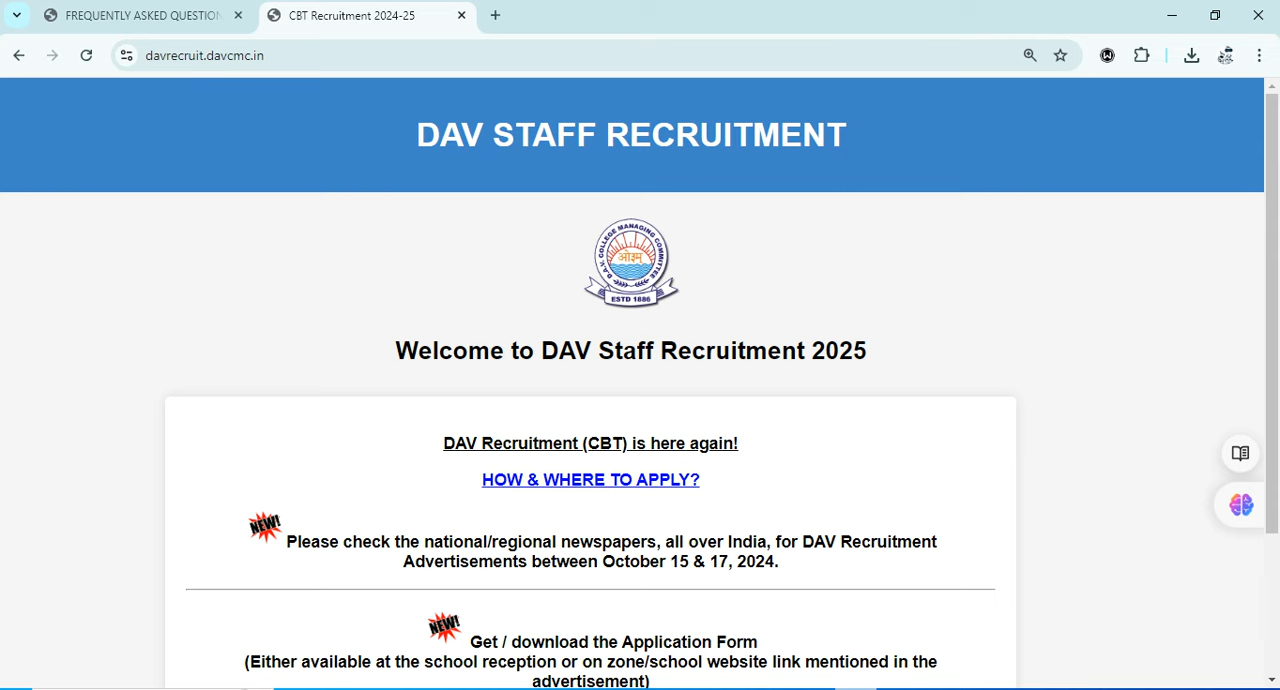 FREQUENTLY ASKED QUESTION
CBT Recruitment 2024-25
davrecruit.davcmc.in
DAV STAFF RECRUITMENT
D.A.V. COLLEGE MANAGING COMMITTEE
ओ३म्
ESTD 1886
Welcome to DAV Staff Recruitment 2025
DAV Recruitment (CBT) is here again!
HOW & WHERE TO APPLY?
NEW!
Please check the national/regional newspapers, all over India, for DAV Recruitment
Advertisements between October 15 & 17, 2024.
NEW!
Get / download the Application Form
(Either available at the school reception or on zone/school website link mentioned in the
advertisement)